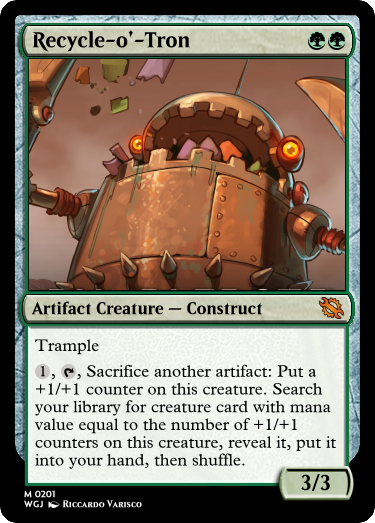 Recycle-o'-Tron
Artifact Creature — Construct
Trample
1, Sacrifice another artifact: Put a
+1/+1 counter on this creature. Search
your library for creature card with mana
value equal to the number of +1/+1
counters on this creature, reveal it, put it
into your hand, then shuffle.
3/3
M 0201
WGJ Riccardo Varisco